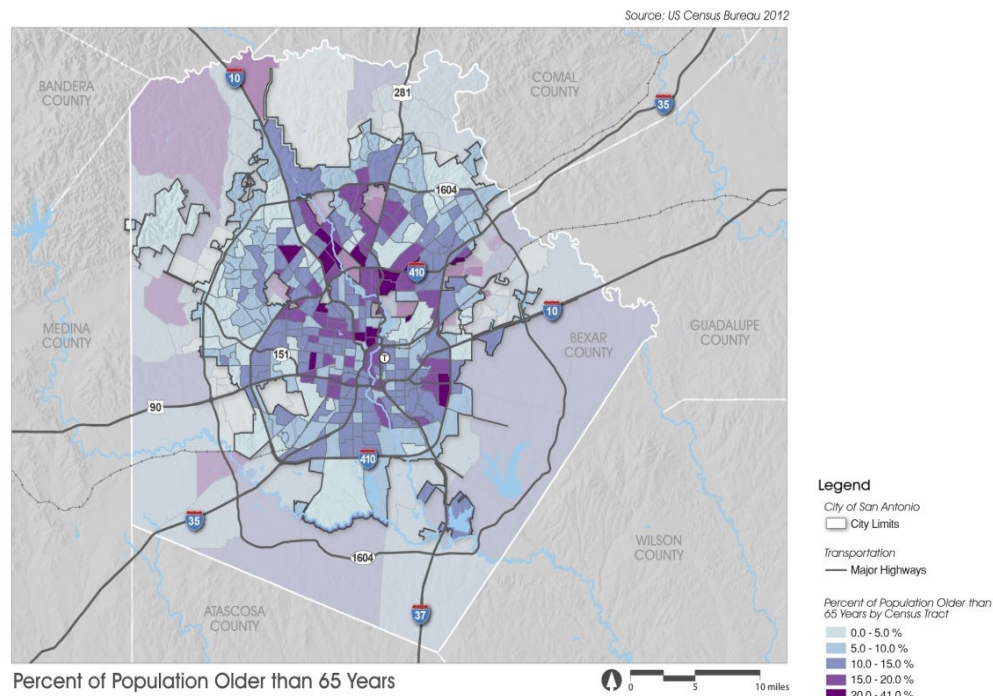 Source: US Census Bureau 2012
BANDERA
COUNTY
10
281
COMAL
COUNTY
35
1604
410
10
MEDINA
COUNTY
BEXAR
COUNTY
GUADALUPE
COUNTY
151
T
90
410
35
1604
WILSON
COUNTY
ATASCOSA
COUNTY
37
Legend
City of San Antonio
City Limits
Transportation
Major Highways
Percent of Population Older than
65 Years by Census Tract
0.0 - 5.0 %
5.0 - 10.0 %
10.0 - 15.0 %
15.0 - 20.0 %
20.0 - 41.0 %
Percent of Population Older than 65 Years
0 5 10 miles